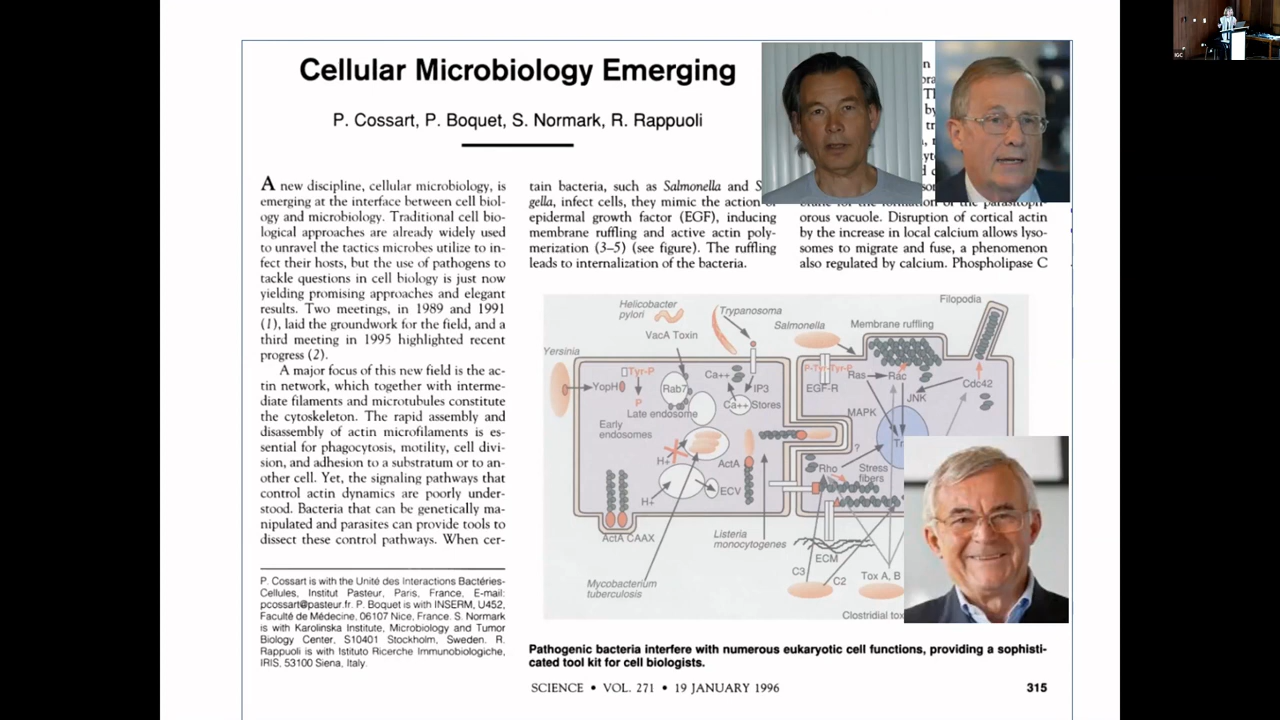 Cellular Microbiology Emerging
P. Cossart, P. Boquet, S. Normark, R. Rappuoli
A new discipline, cellular microbiology, is
emerging at the interface between cell biol-
ogy and microbiology. Traditional cell bio-
logical approaches are already widely used
to unravel the tactics microbes utilize to in-
fect their hosts, but the use of pathogens to
tackle questions in cell biology is just now
yielding promising approaches and elegant
results. Two meetings, in 1989 and 1991
(1), laid the groundwork for the field, and a
third meeting in 1995 highlighted recent
progress (2).
A major focus of this new field is the ac-
tin network, which together with interme-
diate filaments and microtubules constitute
the cytoskeleton. The rapid assembly and
disassembly of actin microfilaments is es-
sential for phagocytosis, motility, cell divi-
sion, and adhesion to a substratum or to an-
other cell. Yet, the signaling pathways that
control actin dynamics are poorly under-
stood. Bacteria that can be genetically ma-
nipulated and parasites can provide tools to
dissect these control pathways. When cer-
P. Cossart is with the Unité des Interactions Bactéries-
Cellules, Institut Pasteur, Paris, France, E-mail:
pcossart@pasteur.fr. P. Boquet is with INSERM, U452,
Faculté de Médecine, 06107 Nice, France. S. Normark
is with Karolinska Institute, Microbiology and Tumor
Biology Center, S10401 Stockholm, Sweden. R.
Rappuoli is with Istituto Ricerche Immunobiologiche,
IRIS, 53100 Siena, Italy.
tain bacteria, such as Salmonella and S
gella, infect cells, they mimic the action o
epidermal growth factor (EGF), inducing
membrane ruffling and active actin poly-
merization (3–5) (see figure). The ruffling
leads to internalization of the bacteria.
orous vacuole. Disruption of cortical actin
by the increase in local calcium allows lyso-
somes to migrate and fuse, a phenomenon
also regulated by calcium. Phospholipase C
Helicobacter
pylori
Trypanosoma
Filopodia
Salmonella
Membrane ruffling
VacA Toxin
Yersinia
YopH
Tyr-P
P
Rab7
Ca++
IP3
P-Tyr-Tyr-P
EGF-R
Ras
Rac
Cdc42
JNK
MAPK
Late endosome
Ca++ Stores
Early
endosomes
H+
ActA
?
Rho
Stress
fibers
ECV
H+
ActA CAAX
Listeria
monocytogenes
ECM
C3
C2
Tox A, B
Mycobacterium
tuberculosis
Clostridial tox
Pathogenic bacteria interfere with numerous eukaryotic cell functions, providing a sophisti-
cated tool kit for cell biologists.
SCIENCE • VOL. 271 • 19 JANUARY 1996
315
IGC